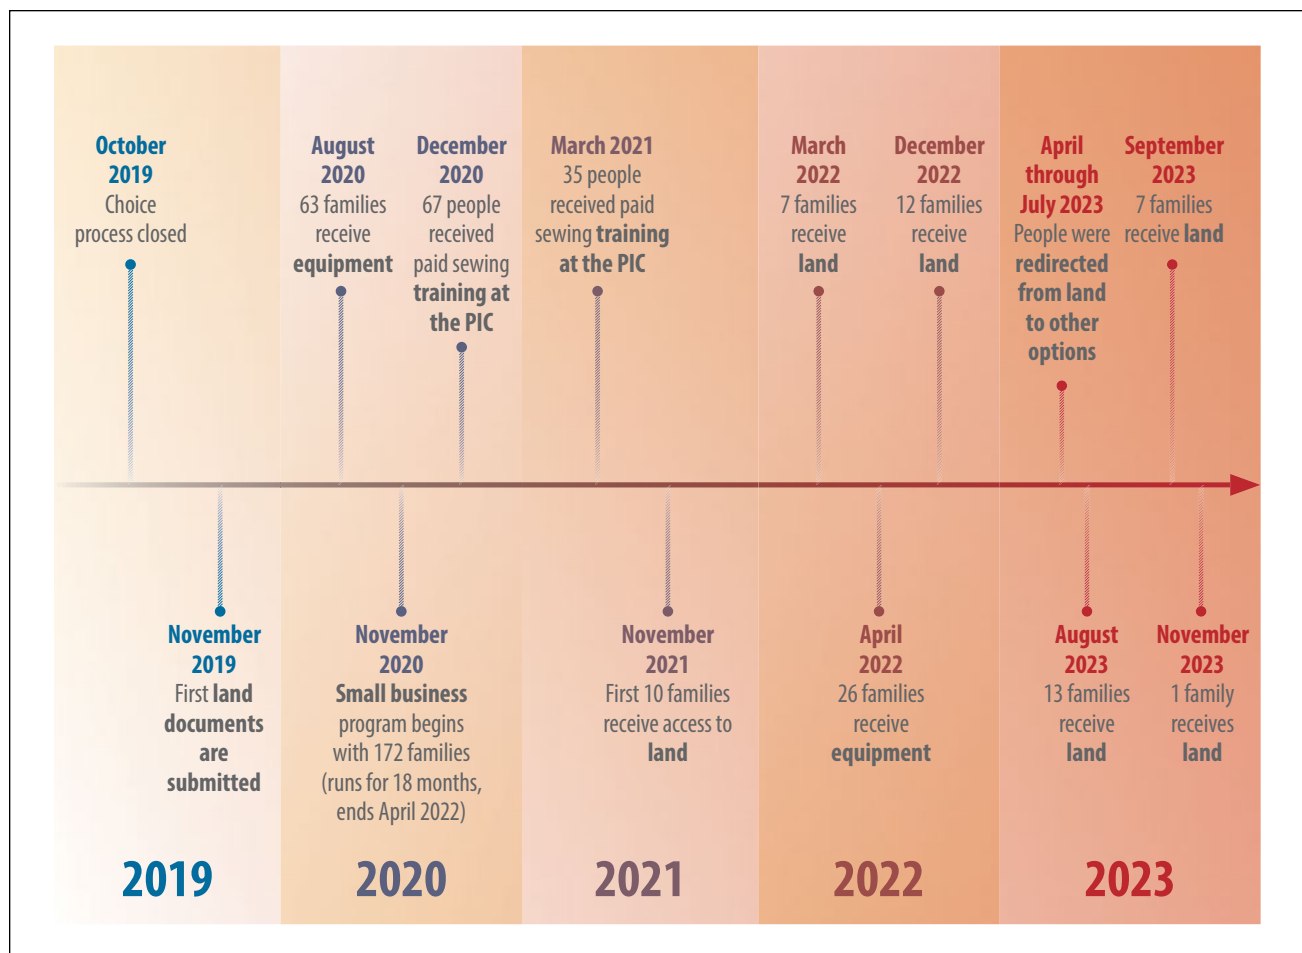 October
2019
Choice
process closed
August
2020
63 families
receive
equipment
December
2020
67 people
received
paid sewing
training at
the PIC
March 2021
35 people
received paid
sewing training
at the PIC
March
2022
7 families
receive
land
December
2022
12 families
receive
land
April
through
July 2023
People were
redirected
from land
to other
options
September
2023
7 families
receive land
November
2019
First land
documents
are
submitted
November
2020
Small business
program begins
with 172 families
(runs for 18 months,
ends April 2022)
November
2021
First 10 families
receive access to
land
April
2022
26 families
receive
equipment
August
2023
13 families
receive
land
November
2023
1 family
receives
land
2019
2020
2021
2022
2023